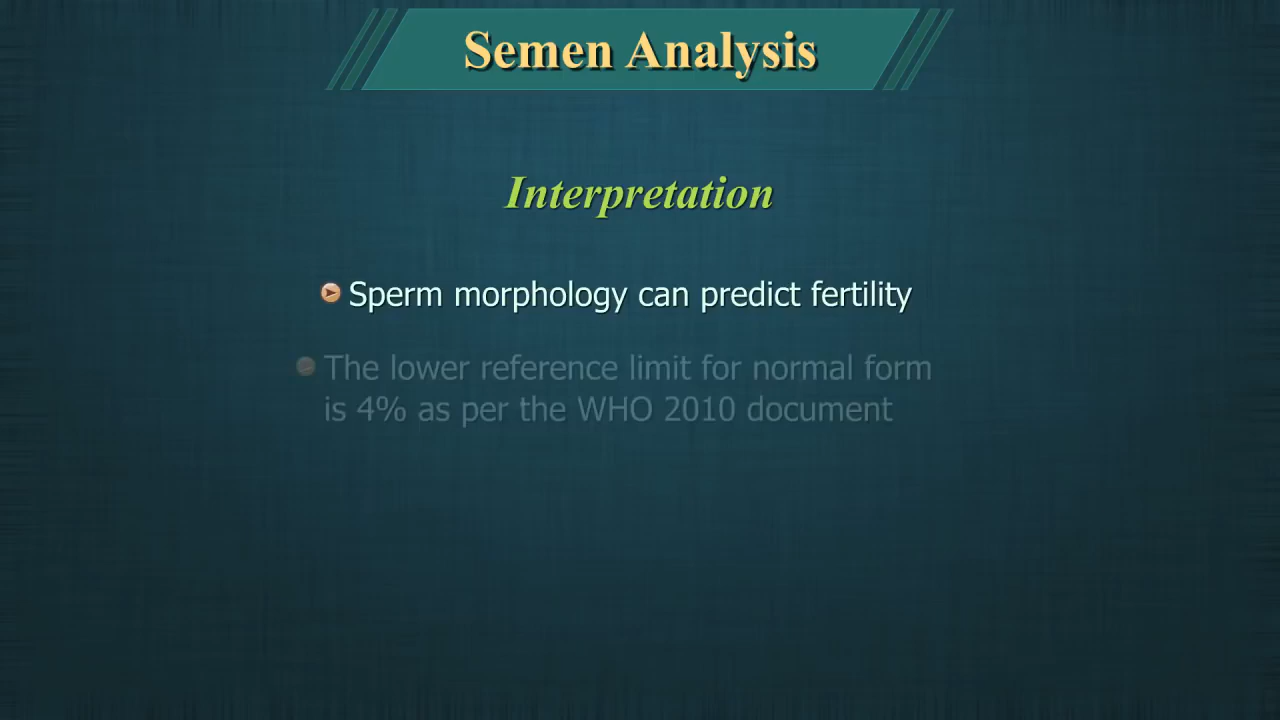 Semen Analysis
Interpretation
Sperm morphology can predict fertility
The lower reference limit for normal form
is 4% as per the WHO 2010 document